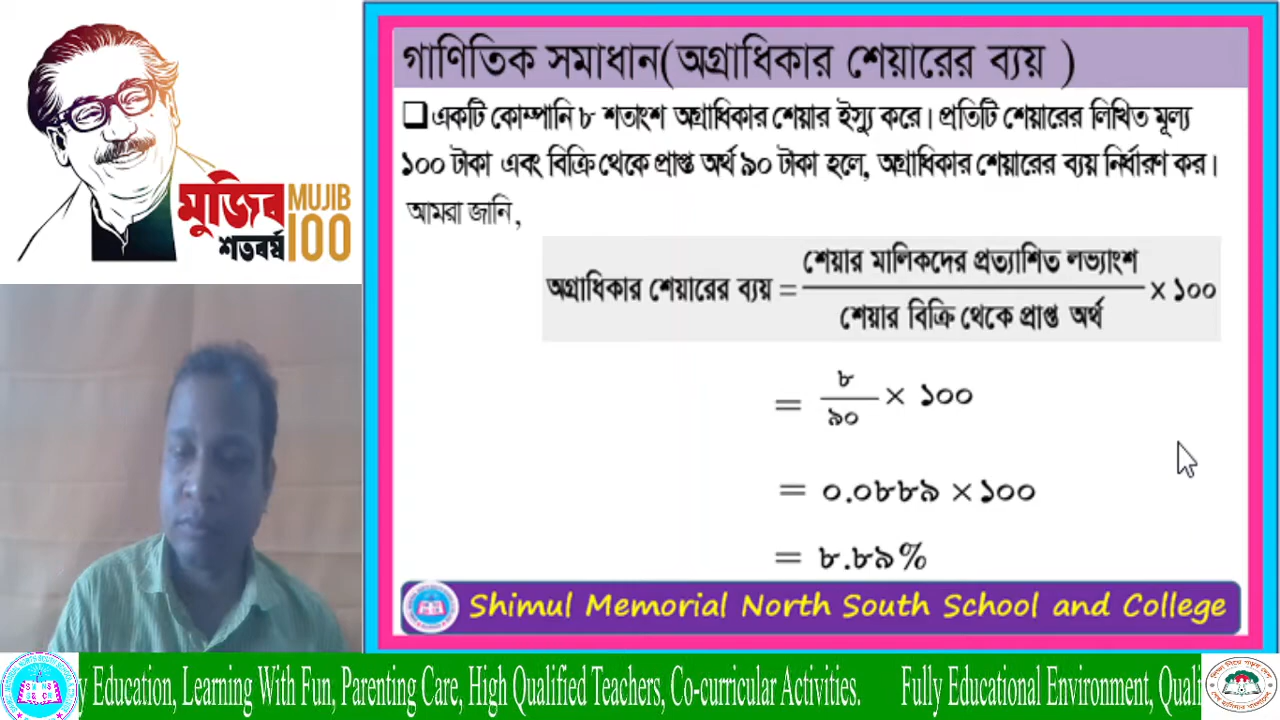 মুজিব
শতবর্ষ
MUJIB
100
গাণিতিক সমাধান(অগ্রাধিকার শেয়ারের ব্যয় )
একটি কোম্পানি ৮ শতাংশ অগ্রাধিকার শেয়ার ইস্যু করে। প্রতিটি শেয়ারের লিখিত মূল্য
১০০ টাকা এবং বিক্রি থেকে প্রাপ্ত অর্থ ৯০ টাকা হলে, অগ্রাধিকার শেয়ারের ব্যয় নির্ধারণ কর।
আমরা জানি,
অগ্রাধিকার শেয়ারের ব্যয় = শেয়ার মালিকদের প্রত্যাশিত লভ্যাংশ / শেয়ার বিক্রি থেকে প্রাপ্ত অর্থ × ১০০
= ৮ / ৯০ × ১০০
= ০.০৮৮৯ × ১০০
= ৮.৮৯%
Shimul Memorial North South School and College
y Education, Learning With Fun, Parenting Care, High Qualified Teachers, Co-curricular Activities. Fully Educational Environment, Quali